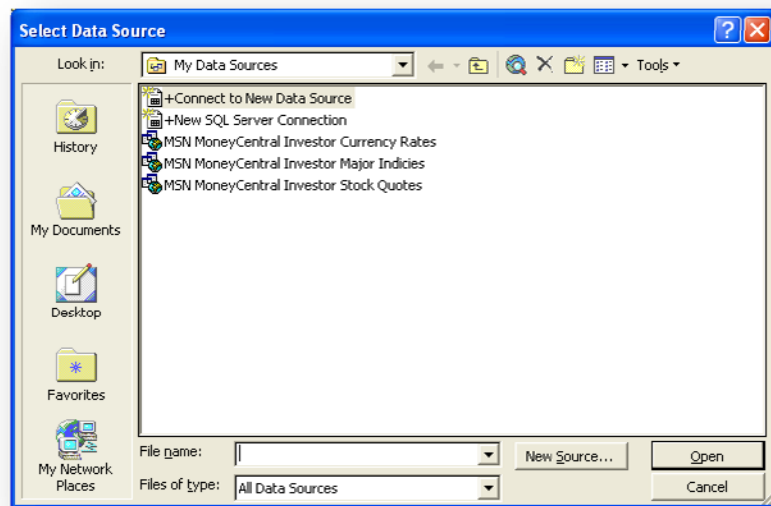 Select Data Source
Look in: My Data Sources Tools
+Connect to New Data Source
+New SQL Server Connection
MSN MoneyCentral Investor Currency Rates
MSN MoneyCentral Investor Major Indicies
MSN MoneyCentral Investor Stock Quotes
History
My Documents
Desktop
Favorites
My Network
Places
File name: New Source... Open
Files of type: All Data Sources Cancel